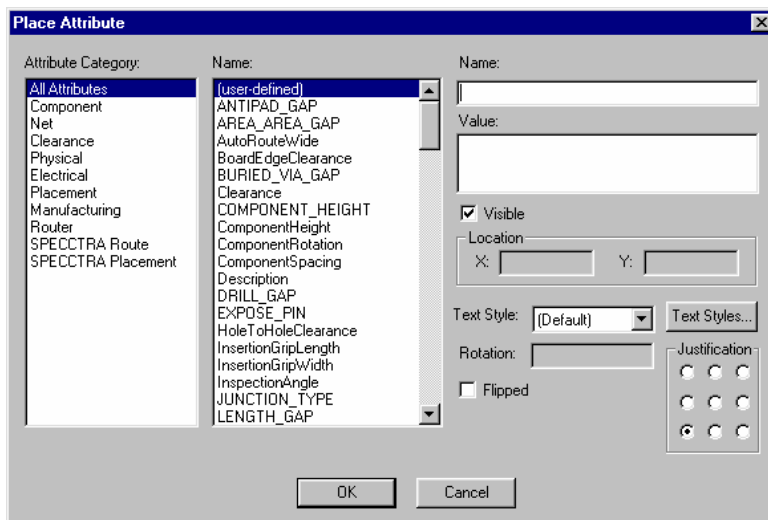 Place Attribute
Attribute Category:
All Attributes
Component
Net
Clearance
Physical
Electrical
Placement
Manufacturing
Router
SPECCTRA Route
SPECCTRA Placement
Name:
(user-defined)
ANTIPAD_GAP
AREA_AREA_GAP
AutoRouteWide
BoardEdgeClearance
BURIED_VIA_GAP
Clearance
COMPONENT_HEIGHT
ComponentHeight
ComponentRotation
ComponentSpacing
Description
DRILL_GAP
EXPOSE_PIN
HoleToHoleClearance
InsertionGripLength
InsertionGripWidth
InspectionAngle
JUNCTION_TYPE
LENGTH_GAP
Name:
Value:
Visible
Location
X: Y:
Text Style: (Default) Text Styles...
Rotation:
Flipped
Justification
OK Cancel